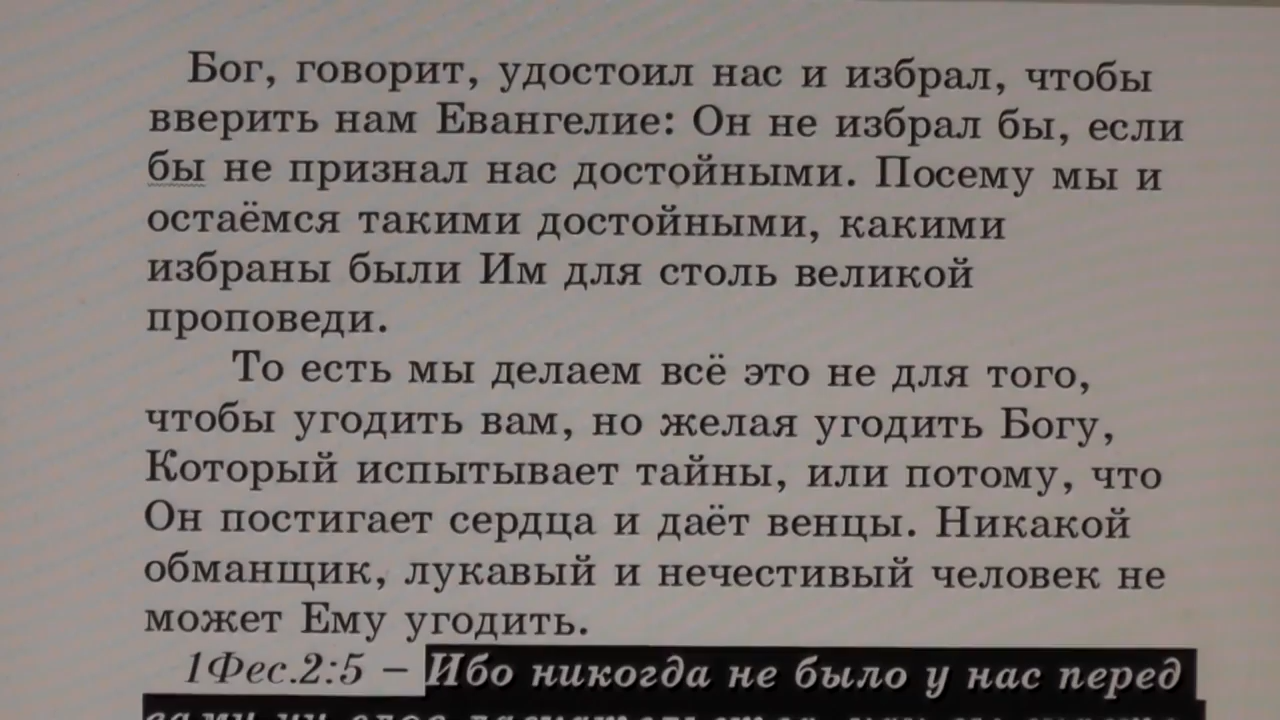 Бог, говорит, удостоил нас и избрал, чтобы
вверить нам Евангелие: Он не избрал бы, если
бы не признал нас достойными. Посему мы и
остаёмся такими достойными, какими
избраны были Им для столь великой
проповеди.
То есть мы делаем всё это не для того,
чтобы угодить вам, но желая угодить Богу,
Который испытывает тайны, или потому, что
Он постигает сердца и даёт венцы. Никакой
обманщик, лукавый и нечестивый человек не
может Ему угодить.
1Фес.2:5 – Ибо никогда не было у нас перед